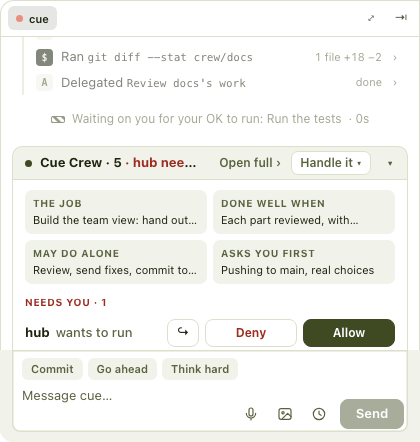 cue
$ Ran git diff --stat crew/docs 1 file +18 −2 ›
A Delegated Review docs's work done ›
Waiting on you for your OK to run: Run the tests · 0s
Cue Crew · 5 · hub nee... Open full › Handle it ▾ ▾
THE JOB
Build the team view: hand out...
DONE WELL WHEN
Each part reviewed, with...
MAY DO ALONE
Review, send fixes, commit to...
ASKS YOU FIRST
Pushing to main, real choices
NEEDS YOU · 1
hub wants to run Deny Allow
Commit Go ahead Think hard
Message cue...
Send